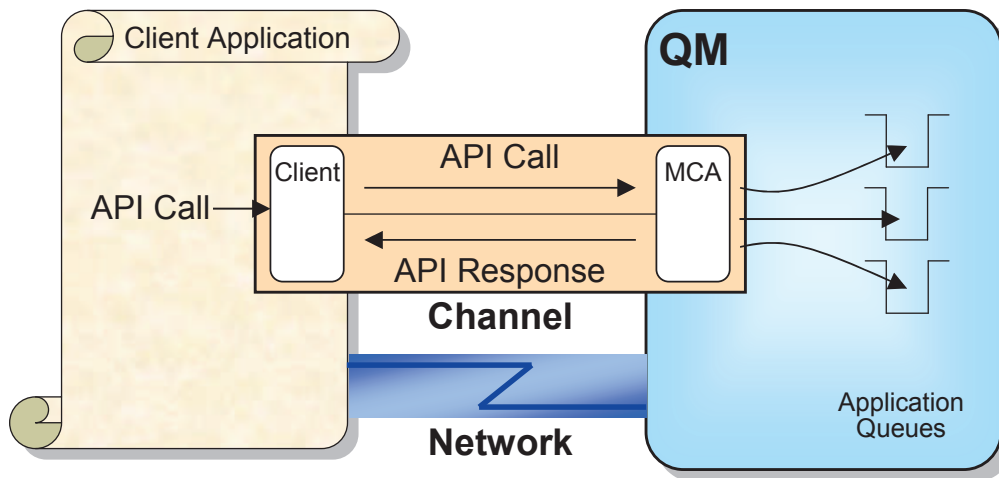 Client Application
QM
API Call
Client
API Call
MCA
API Response
Channel
Network
Application
Queues